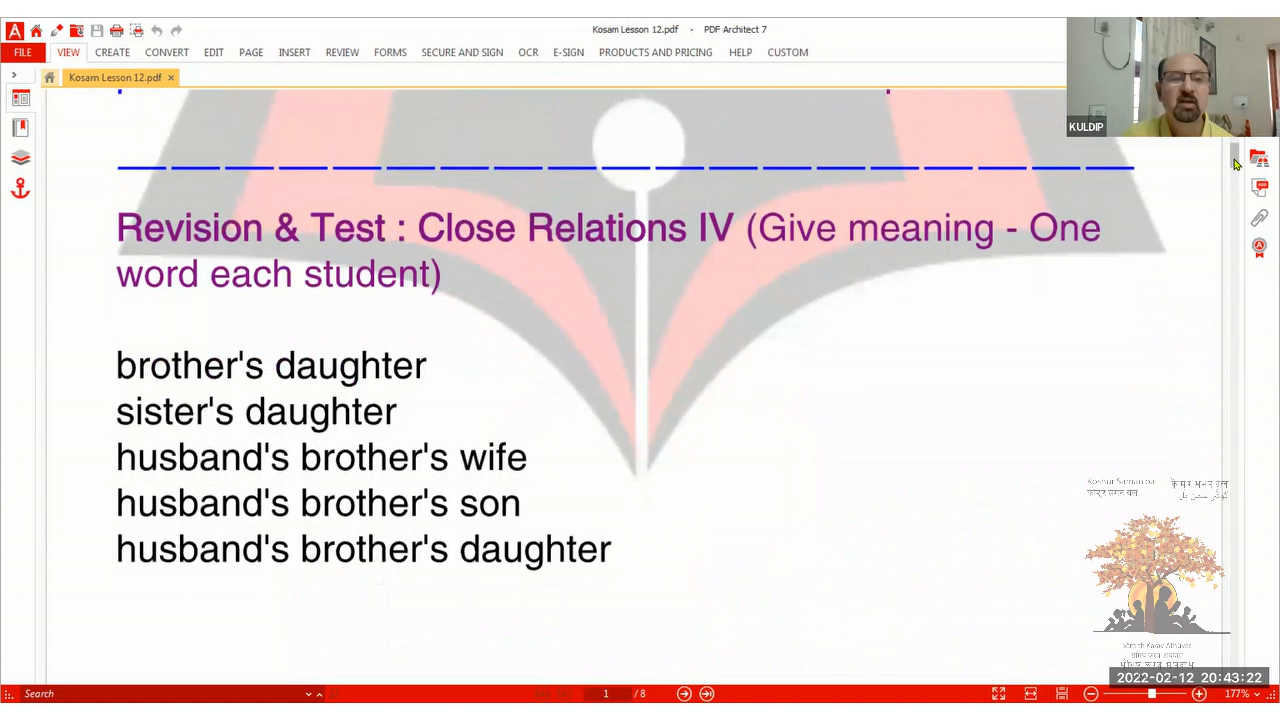 Kosam Lesson 12.pdf - PDF Architect 7
FILE VIEW CREATE CONVERT EDIT PAGE INSERT REVIEW FORMS SECURE AND SIGN OCR E-SIGN PRODUCTS AND PRICING HELP CUSTOM
Kosam Lesson 12.pdf
KULDIP
Revision & Test : Close Relations IV (Give meaning - One
word each student)
brother's daughter
sister's daughter
husband's brother's wife
husband's brother's son
husband's brother's daughter
2022-02-12 20:43:22
Search
1 / 8
177%